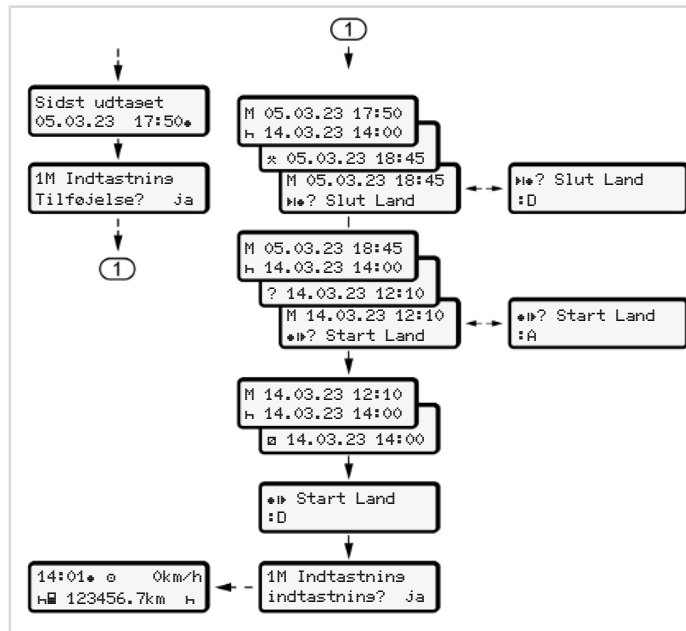 1
Sidst udtaget
05.03.23 17:50
1M Indtastning
Tilføjelse? ja
1
M 05.03.23 17:50
14.03.23 14:00
05.03.23 18:45
M 05.03.23 18:45
? Slut Land
? Slut Land
:D
M 05.03.23 18:45
14.03.23 14:00
? 14.03.23 12:10
M 14.03.23 12:10
? Start Land
? Start Land
:A
M 14.03.23 12:10
14.03.23 14:00
14.03.23 14:00
Start Land
:D
14:01 0km/h
123456.7km
1M Indtastning
indtastning? ja